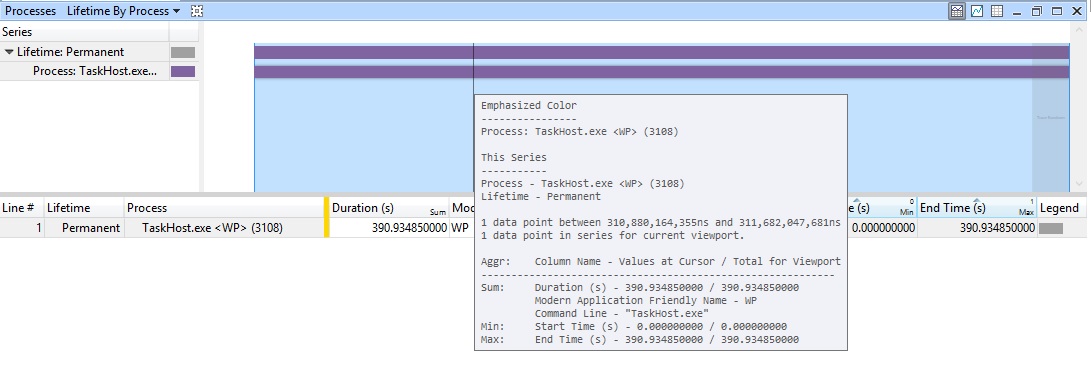 Processes Lifetime By Process
Series
Lifetime: Permanent
Process: TaskHost.exe...
Emphasized Color
----------------
Process: TaskHost.exe <WP> (3108)
This Series
-----------
Process - TaskHost.exe <WP> (3108)
Lifetime - Permanent
1 data point between 310,880,164,355ns and 311,682,047,681ns
1 data point in series for current viewport.
Aggr: Column Name - Values at Cursor / Total for Viewport
------------------------------------------------------
Sum: Duration (s) - 390.934850000 / 390.934850000
Modern Application Friendly Name - WP
Command Line - "TaskHost.exe"
Min: Start Time (s) - 0.000000000 / 0.000000000
Max: End Time (s) - 390.934850000 / 390.934850000
Line # Lifetime Process Duration (s) Sum Mod e (s) 0 Min End Time (s) 1 Max Legend
1 Permanent TaskHost.exe <WP> (3108) 390.934850000 WP 0.000000000 390.934850000